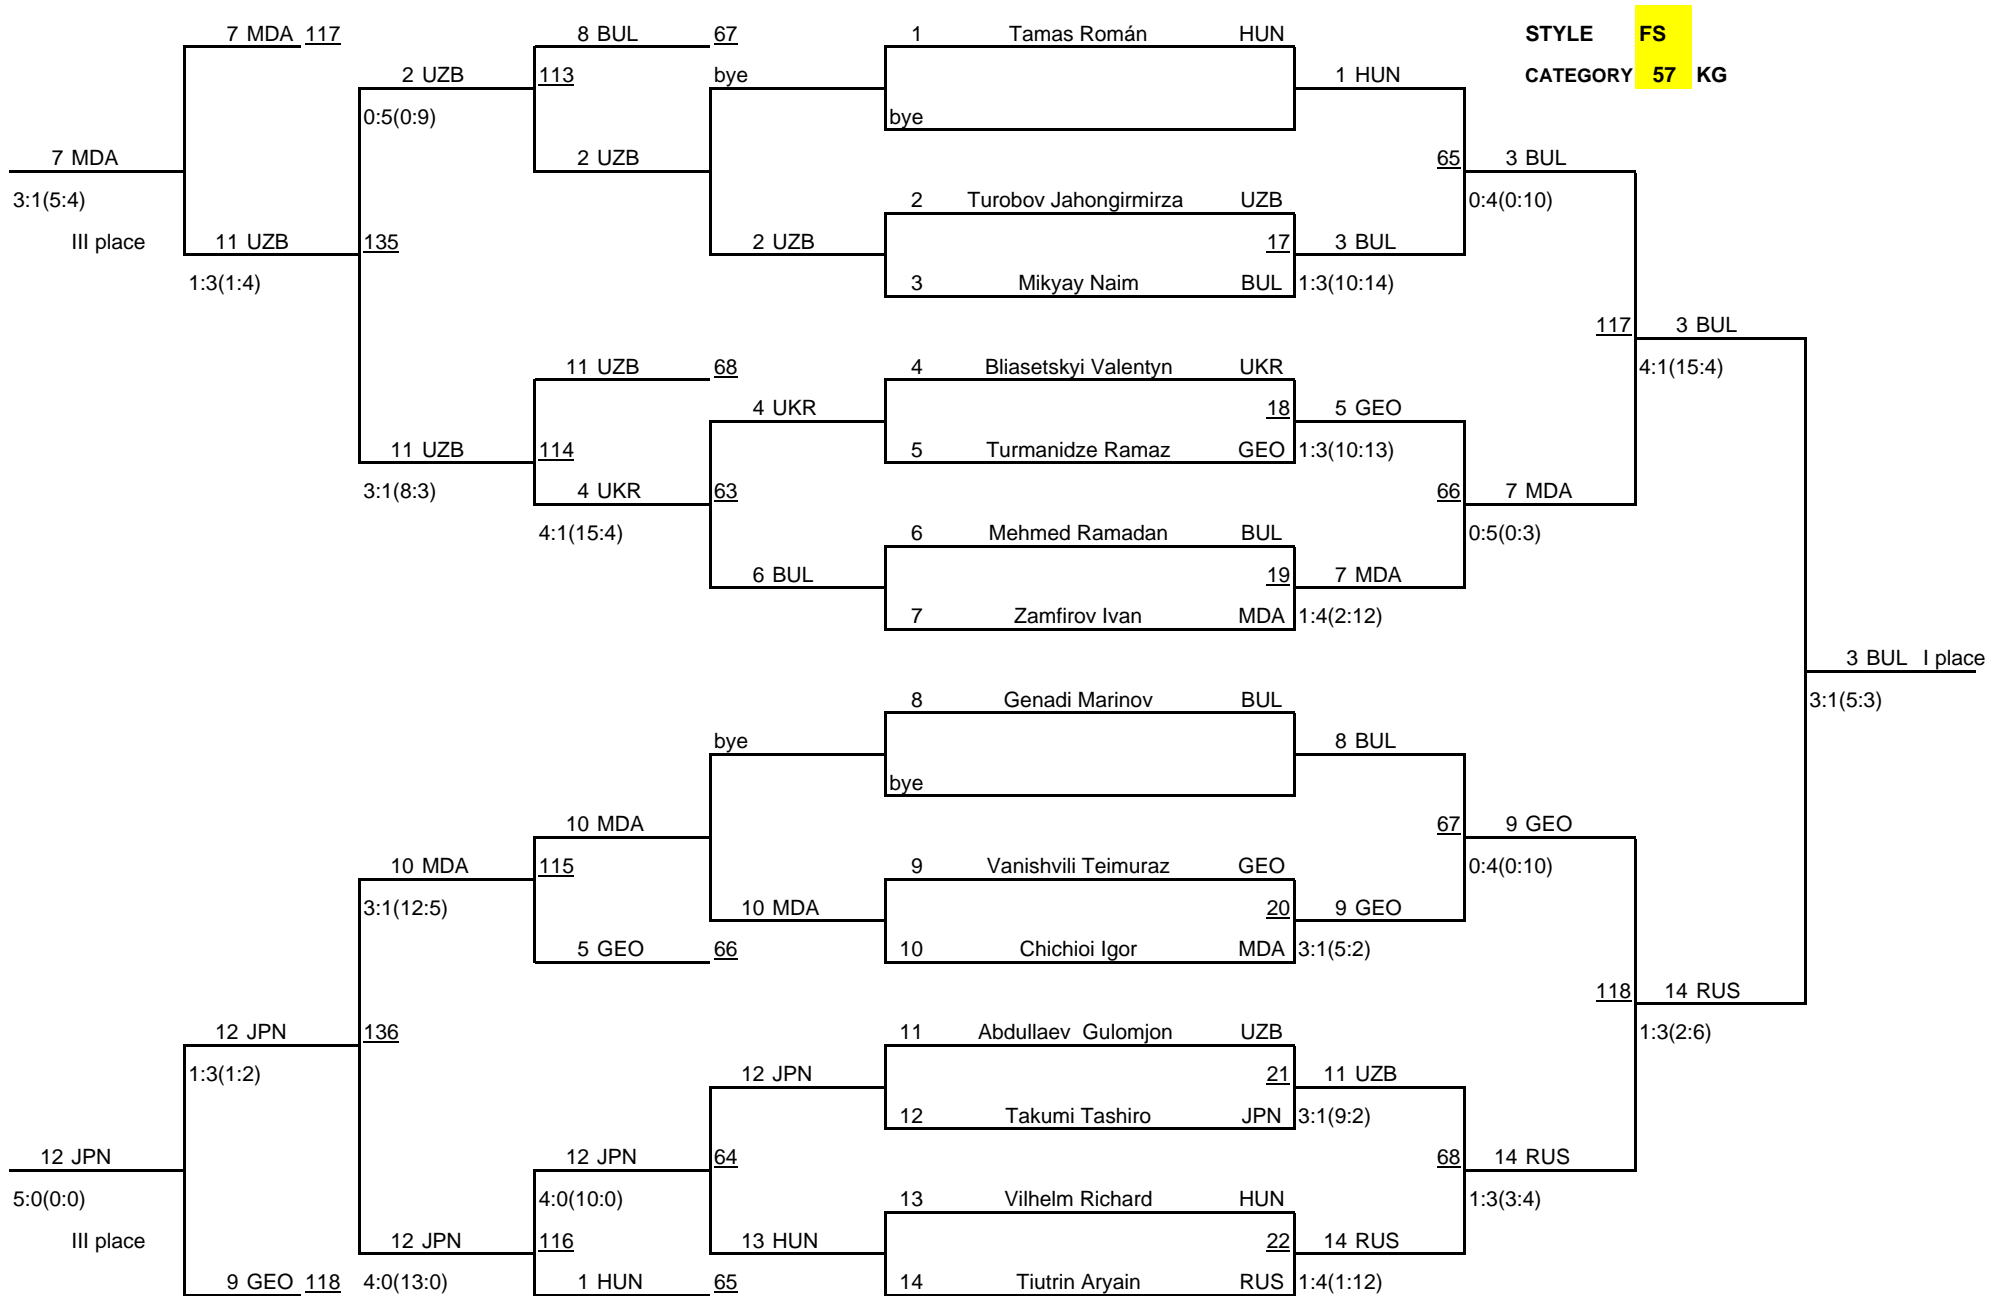 7 MDA 117 8 BUL 67 1 Tamas Román HUN STYLE FS
2 UZB 113 bye 1 HUN CATEGORY 57 KG
0:5(0:9) bye
7 MDA 2 UZB 65 3 BUL
3:1(5:4) 2 Turobov Jahongirmirza UZB 0:4(0:10)
III place 11 UZB 135 2 UZB 17 3 BUL
1:3(1:4) 3 Mikyay Naim BUL 1:3(10:14)
117 3 BUL
11 UZB 68 4 Bliasetskyi Valentyn UKR 4:1(15:4)
4 UKR 18 5 GEO
11 UZB 114 5 Turmanidze Ramaz GEO 1:3(10:13)
3:1(8:3) 4 UKR 63 66 7 MDA
4:1(15:4) 6 Mehmed Ramadan BUL 0:5(0:3)
6 BUL 19 7 MDA
7 Zamfirov Ivan MDA 1:4(2:12)
3 BUL I place
8 Genadi Marinov BUL 3:1(5:3)
bye 8 BUL
bye
10 MDA 67 9 GEO
10 MDA 115 9 Vanishvili Teimuraz GEO 0:4(0:10)
3:1(12:5) 10 MDA 20 9 GEO
5 GEO 66 10 Chichioi Igor MDA 3:1(5:2)
118 14 RUS
12 JPN 136 11 Abdullaev Gulomjon UZB 1:3(2:6)
1:3(1:2) 12 JPN 21 11 UZB
12 Takumi Tashiro JPN 3:1(9:2)
12 JPN 12 JPN 64 68 14 RUS
5:0(0:0) 4:0(10:0) 13 Vilhelm Richard HUN 1:3(3:4)
III place 12 JPN 116 13 HUN 22 14 RUS
9 GEO 118 4:0(13:0) 1 HUN 65 14 Tiutrin Aryain RUS 1:4(1:12)